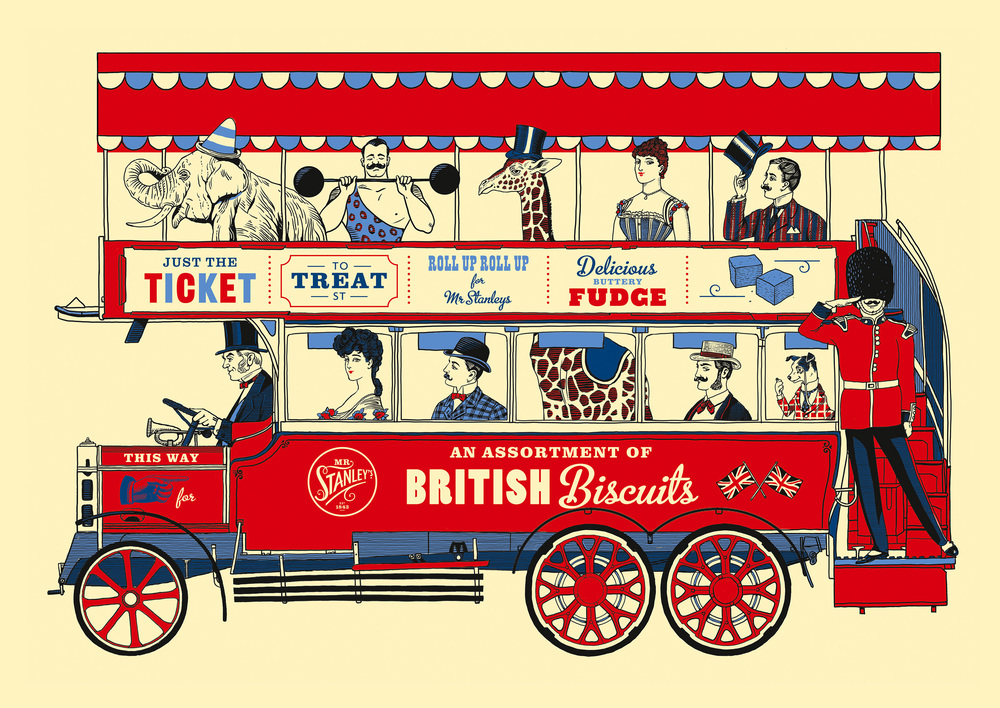 JUST THE
TICKET
TO
TREAT
ST
ROLL UP ROLL UP
for
Mr Stanleys
Delicious
BUTTERY
FUDGE
THIS WAY
for
MR.
STANLEY'S
AN ASSORTMENT OF
BRITISH Biscuits